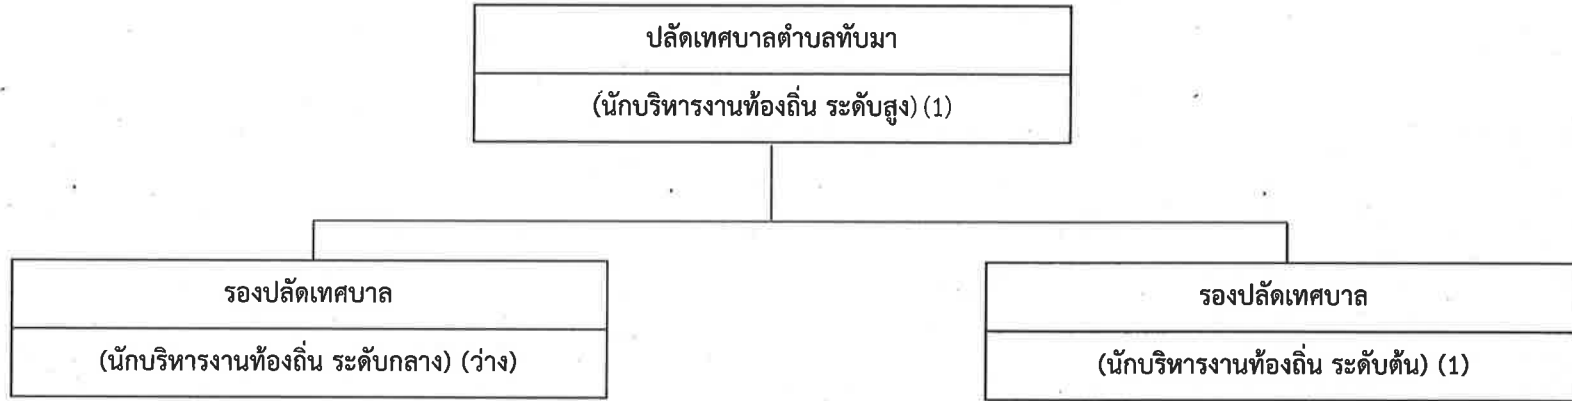 ปลัดเทศบาลตำบลทับมา
(นักบริหารงานท้องถิ่น ระดับสูง) (1)
รองปลัดเทศบาล
(นักบริหารงานท้องถิ่น ระดับกลาง) (ว่าง)
รองปลัดเทศบาล
(นักบริหารงานท้องถิ่น ระดับต้น) (1)